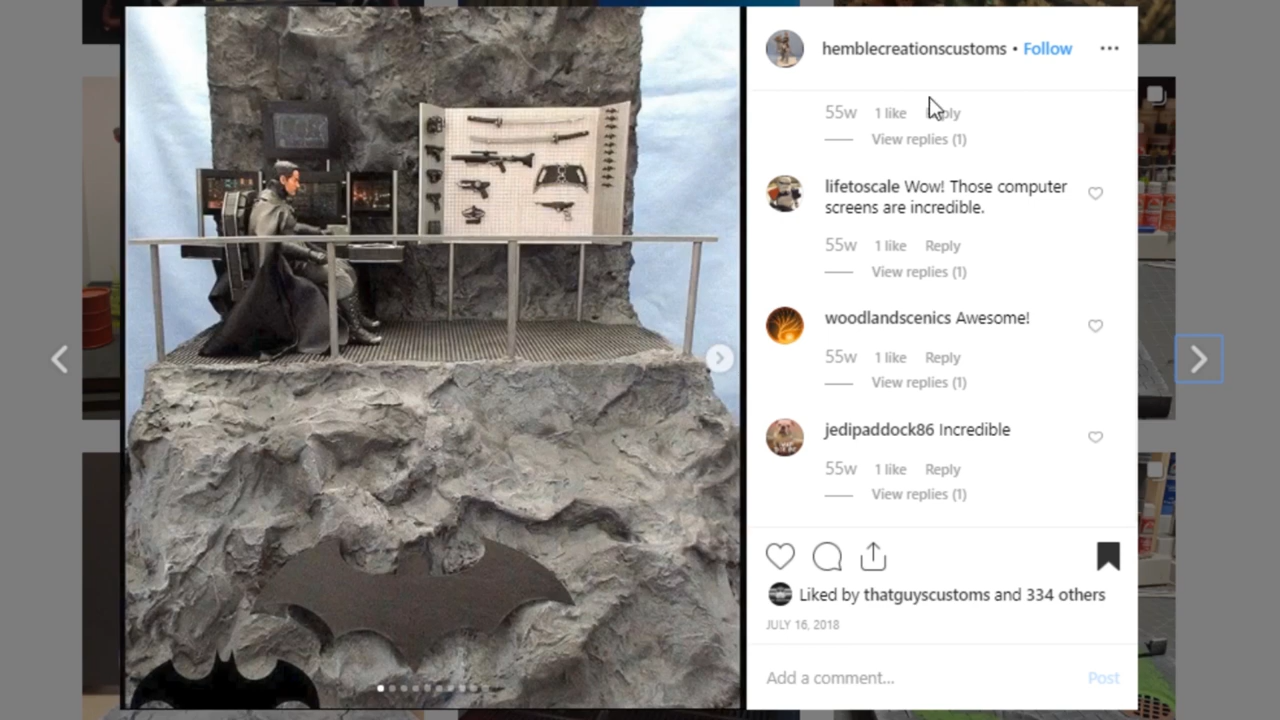 hemblecreationscustoms • Follow
55w 1 like
View replies (1)
lifetoscale Wow! Those computer
screens are incredible.
55w 1 like Reply
View replies (1)
woodlandscenics Awesome!
55w 1 like Reply
View replies (1)
jedipaddock86 Incredible
55w 1 like Reply
View replies (1)
Liked by thatguyscustoms and 334 others
JULY 16, 2018
Add a comment... Post